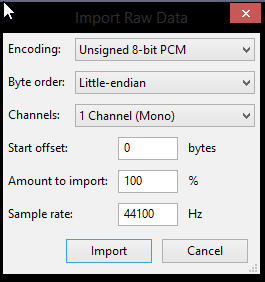 Import Raw Data
Encoding: Unsigned 8-bit PCM
Byte order: Little-endian
Channels: 1 Channel (Mono)
Start offset: 0 bytes
Amount to import: 100 %
Sample rate: 44100 Hz
Import Cancel